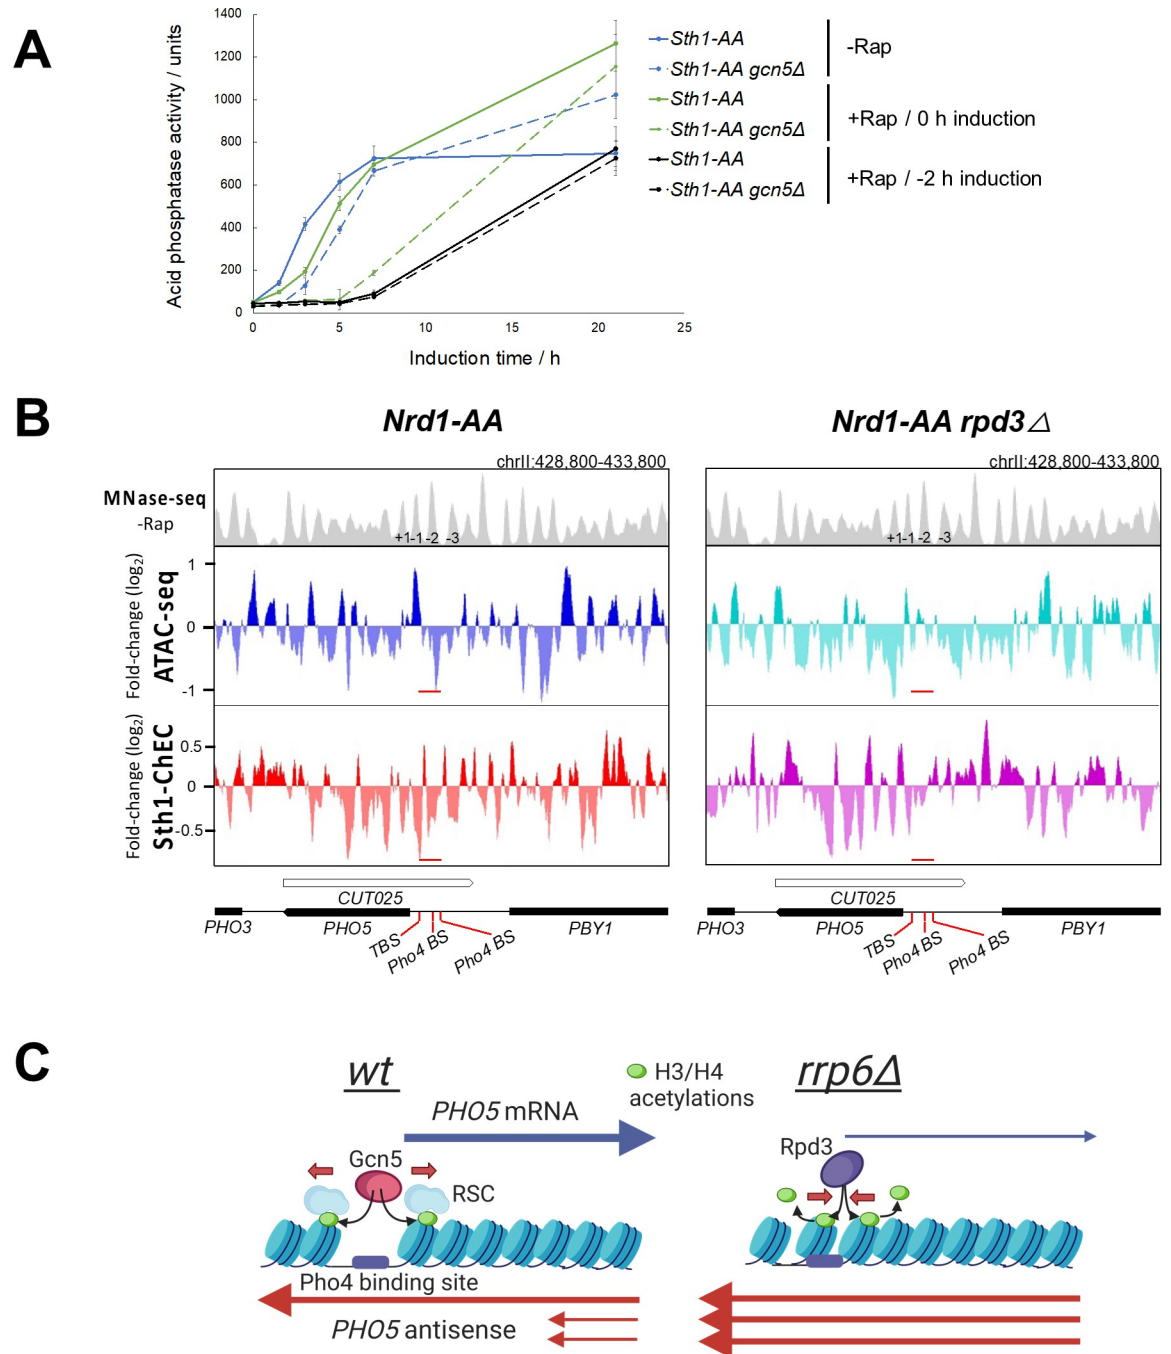 A
Acid phosphatase activity / units
1400
1200
1000
800
600
400
200
0
0 5 10 15 20 25
Induction time / h
Sth1-AA
Sth1-AA gcn5Δ
-Rap
Sth1-AA
Sth1-AA gcn5Δ
+Rap / 0 h induction
Sth1-AA
Sth1-AA gcn5Δ
+Rap / -2 h induction
B
Nrd1-AA
Nrd1-AA rpd3△
chrII:428,800-433,800
chrII:428,800-433,800
MNase-seq
-Rap
+1 -1 -2 -3
+1 -1 -2 -3
Fold-change (log2)
ATAC-seq
1
0
-1
Fold-change (log2)
Sth1-ChEC
0.5
0
-0.5
CUT025
PHO3 PHO5 PBY1
TBS Pho4 BS Pho4 BS
CUT025
PHO3 PHO5 PBY1
TBS Pho4 BS Pho4 BS
C
wt
H3/H4
acetylations
rrp6Δ
PHO5 mRNA
Gcn5
RSC
Rpd3
Pho4 binding site
PHO5 antisense